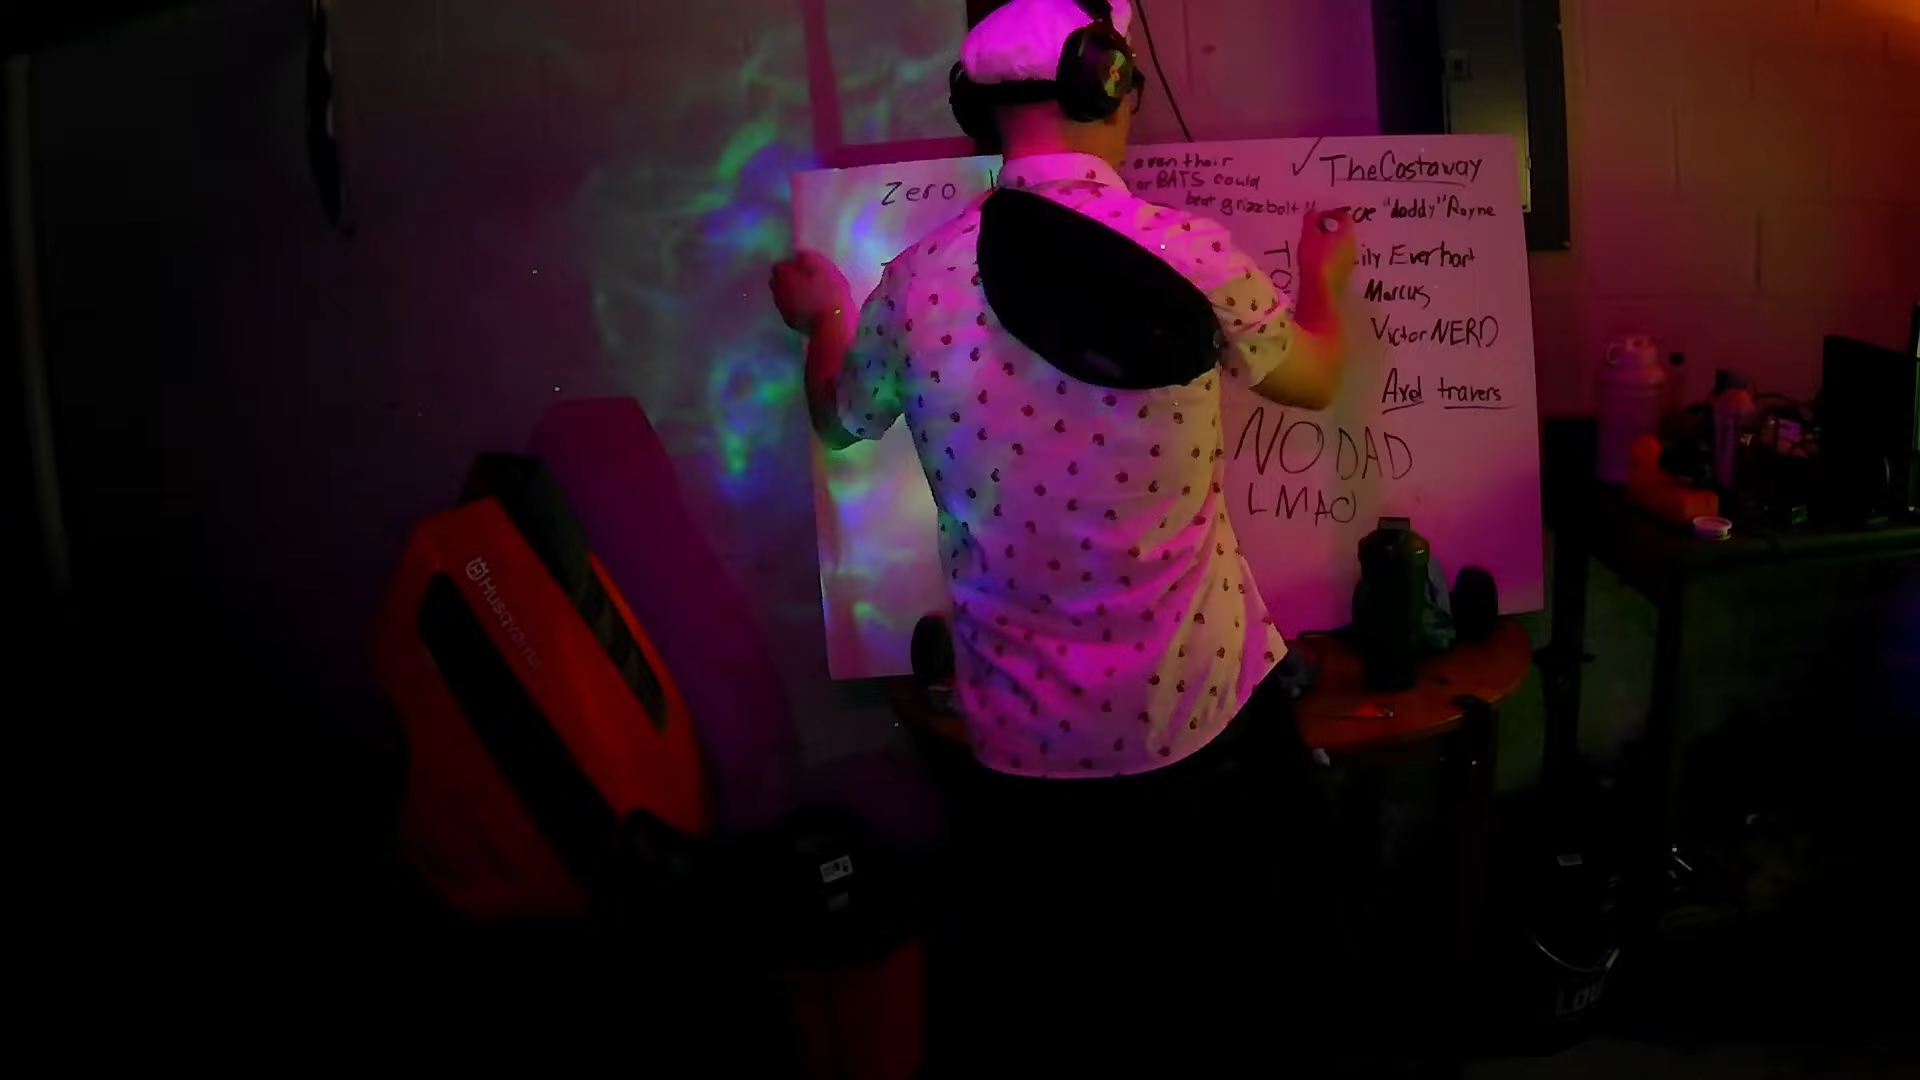 Zero
even their
or BATS could
beat grizzbolt"
✓ TheCastaway
"daddy" Rayne
ily Everhart
Marcus
Victor NERD
Axel travers
NO DAD
LMAO
Husqvarna